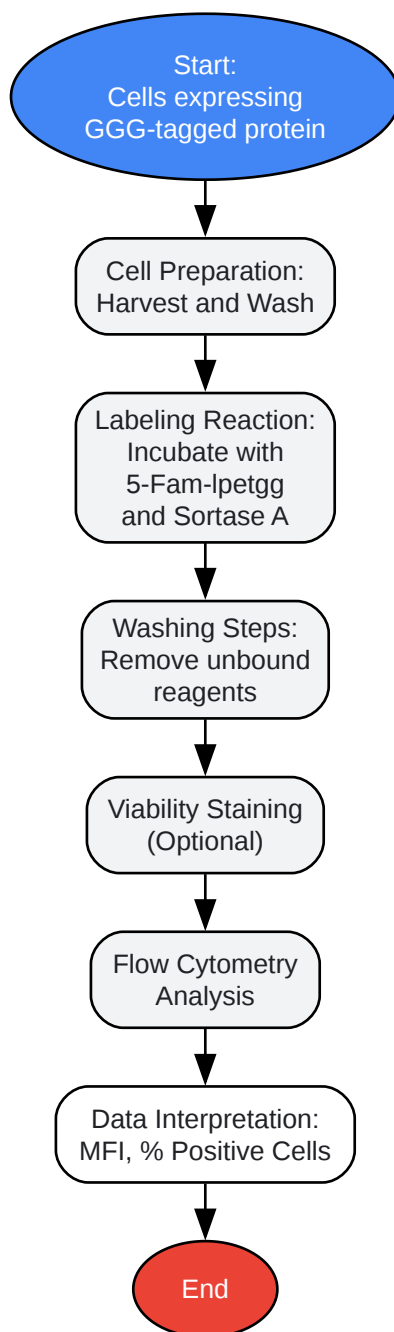 Start:
Cells expressing
GGG-tagged protein
Cell Preparation:
Harvest and Wash
Labeling Reaction:
Incubate with
5-Fam-lpetgg
and Sortase A
Washing Steps:
Remove unbound
reagents
Viability Staining
(Optional)
Flow Cytometry
Analysis
Data Interpretation:
MFI, % Positive Cells
End